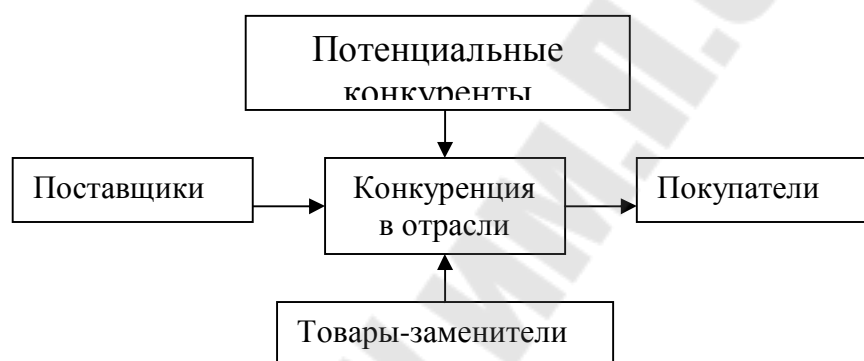 Потенциальные
конкуренты
Поставщики
Конкуренция
в отрасли
Покупатели
Товары-заменители